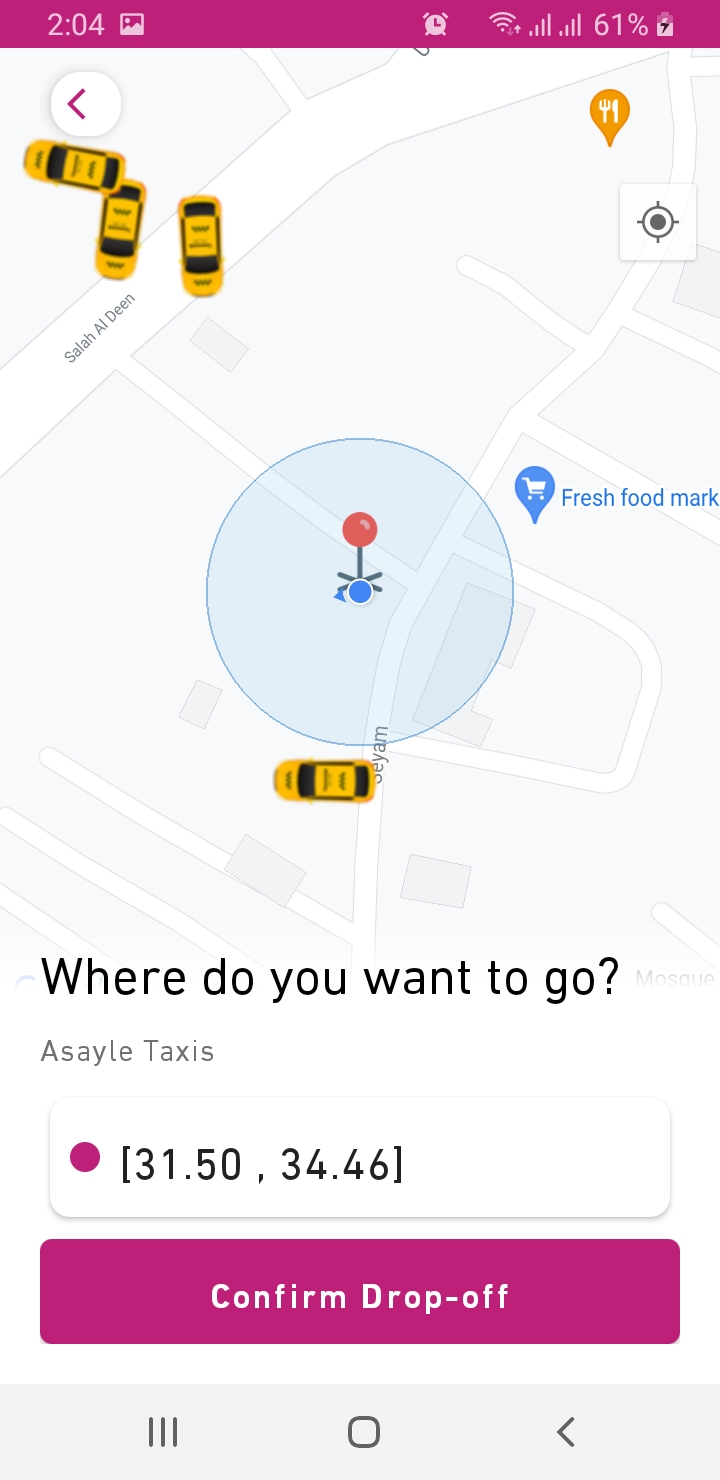 2:04
61%
Salah Al Deen
Fresh food mark
Seyam
Where do you want to go?
Mosque
Asayle Taxis
[31.50 , 34.46]
Confirm Drop-off